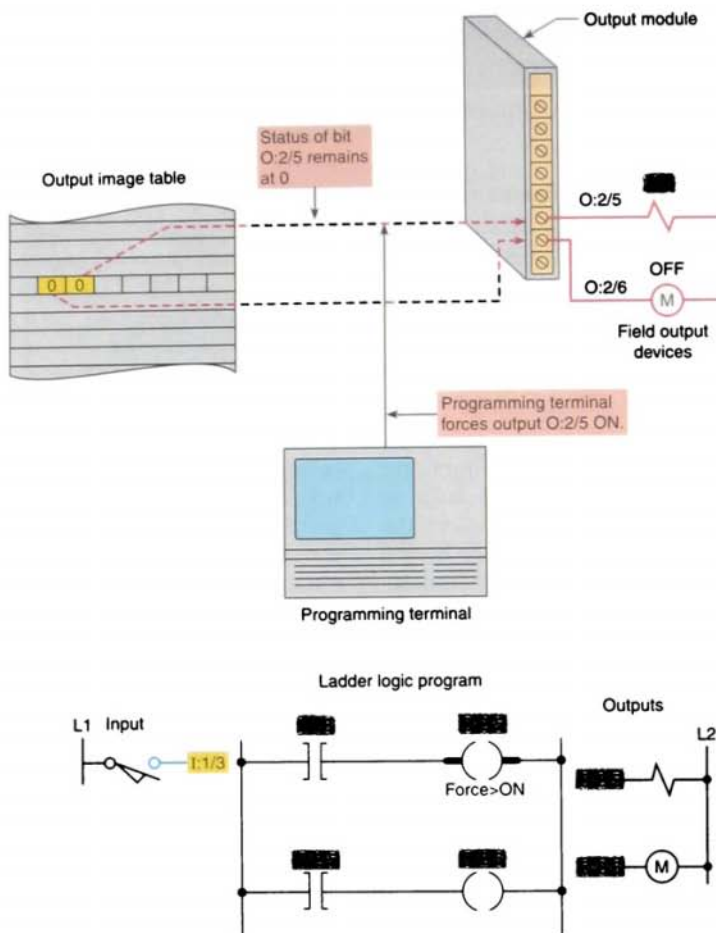 Output module
Status of bit
O:2/5 remains
at 0
Output image table
O:2/5
0 0
OFF
O:2/6
M
Field output
devices
Programming terminal
forces output O:2/5 ON.
Programming terminal
Ladder logic program
Outputs
L1 Input
L2
I:1/3
Force>ON
M